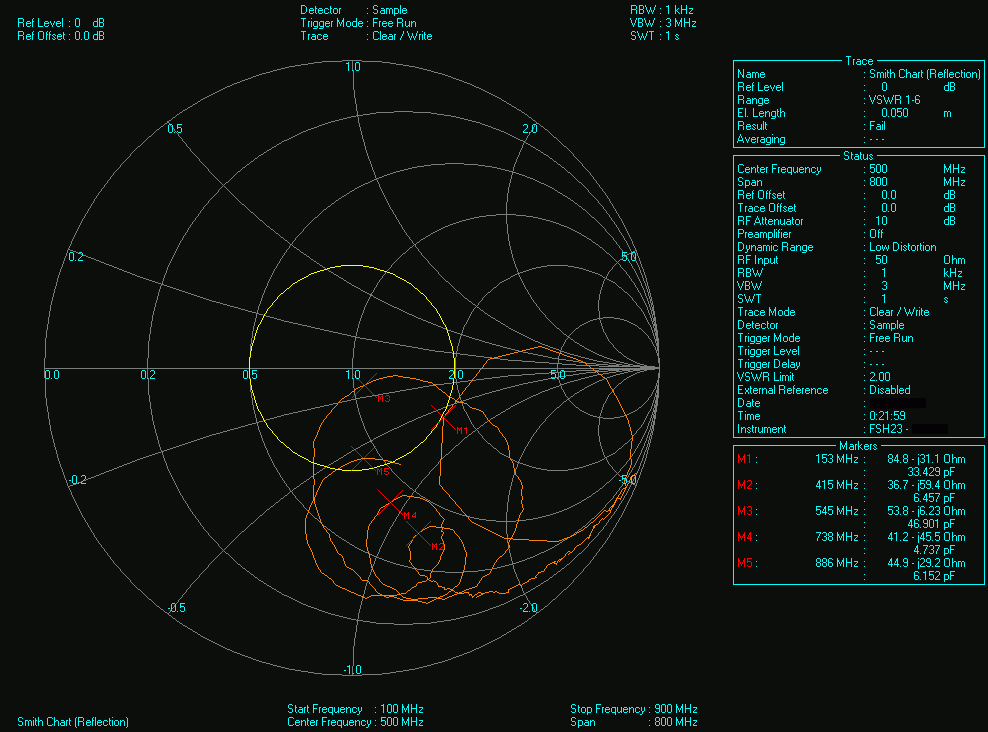 Ref Level : 0 dB
Ref Offset : 0.0 dB
Detector : Sample
Trigger Mode : Free Run
Trace : Clear / Write
RBW : 1 kHz
VBW : 3 MHz
SWT : 1 s
1.0
0.5
2.0
0.2
5.0
0.0
0.2
0.5
1.0
2.0
5.0
M3
M1
M5
-0.2
-5.0
M4
M2
-0.5
-2.0
-1.0
Trace
Name : Smith Chart (Reflection)
Ref Level : 0 dB
Range : VSWR 1-6
El. Length : 0.050 m
Result : Fail
Averaging : - - -
Status
Center Frequency : 500 MHz
Span : 800 MHz
Ref Offset : 0.0 dB
Trace Offset : 0.0 dB
RF Attenuator : 10 dB
Preamplifier : Off
Dynamic Range : Low Distortion
RF Input : 50 Ohm
RBW : 1 kHz
VBW : 3 MHz
SWT : 1 s
Trace Mode : Clear / Write
Detector : Sample
Trigger Mode : Free Run
Trigger Level : - - -
Trigger Delay : - - -
VSWR Limit : 2.00
External Reference : Disabled
Date :
Time : 0:21:59
Instrument : FSH23 -
Markers
M1 : 153 MHz : 84.8 - j31.1 Ohm
: 33.429 pF
M2 : 415 MHz : 36.7 - j59.4 Ohm
: 6.457 pF
M3 : 545 MHz : 53.8 - j6.23 Ohm
: 46.901 pF
M4 : 738 MHz : 41.2 - j45.5 Ohm
: 4.737 pF
M5 : 886 MHz : 44.9 - j29.2 Ohm
: 6.152 pF
Smith Chart (Reflection)
Start Frequency : 100 MHz
Center Frequency : 500 MHz
Stop Frequency : 900 MHz
Span : 800 MHz